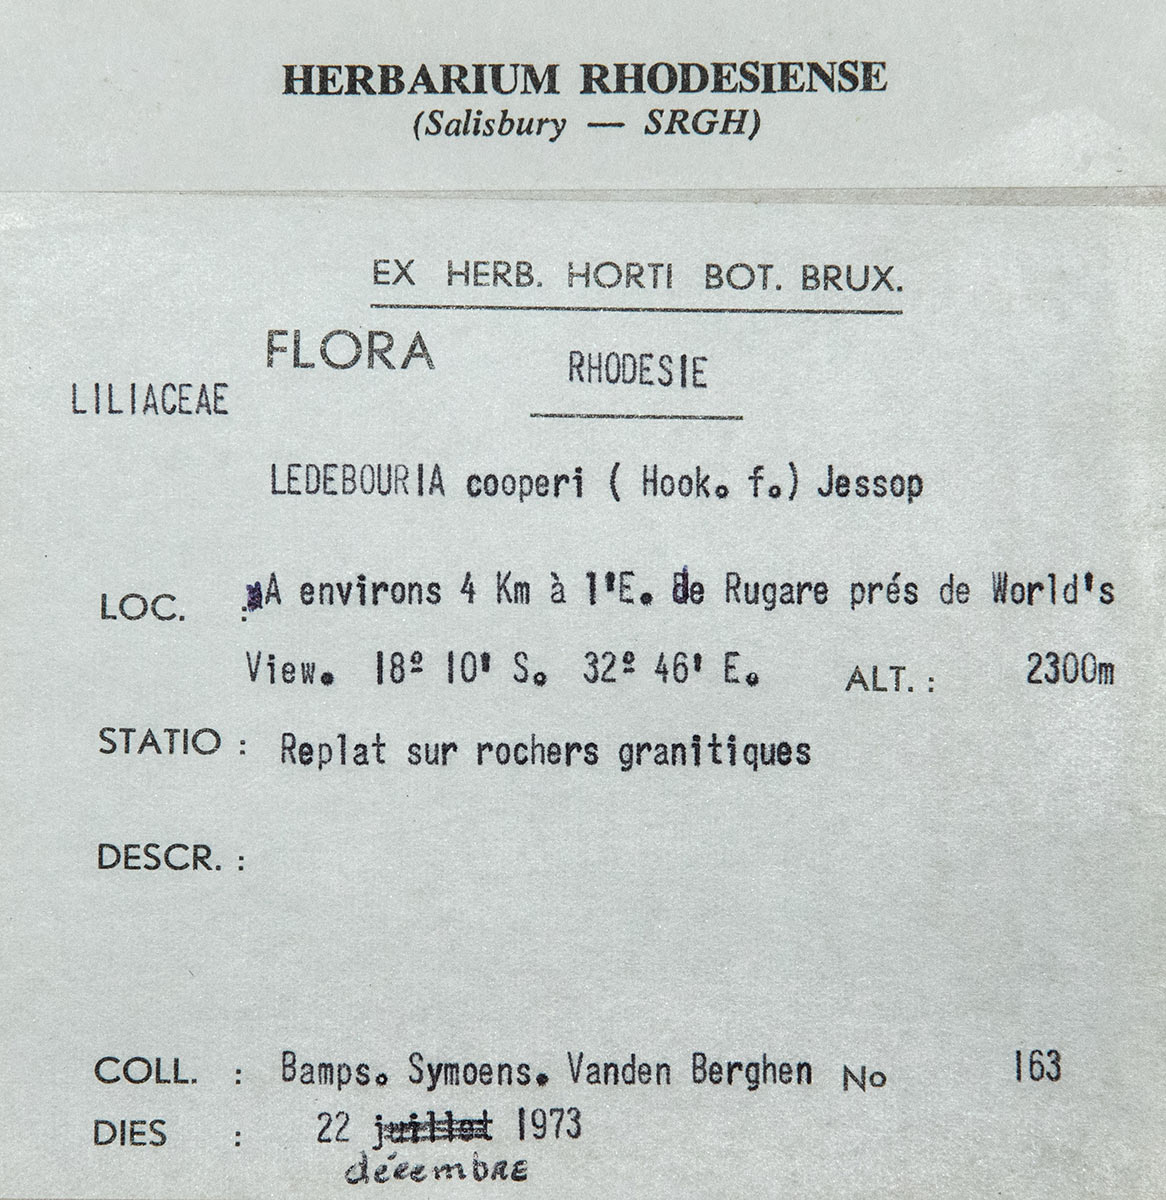 HERBARIUM RHODESIENSE
(Salisbury — SRGH)
EX HERB. HORTI BOT. BRUX.
FLORA RHODESIE
LILIACEAE
LEDEBOURIA cooperi ( Hook. f.) Jessop
LOC. : A environs 4 Km à l'E. de Rugare prés de World's
View. 18º 10' S. 32º 46' E. ALT. : 2300m
STATIO : Replat sur rochers granitiques
DESCR. :
COLL. : Bamps. Symoens. Vanden Berghen No 163
DIES : 22 juillet 1973
décembre